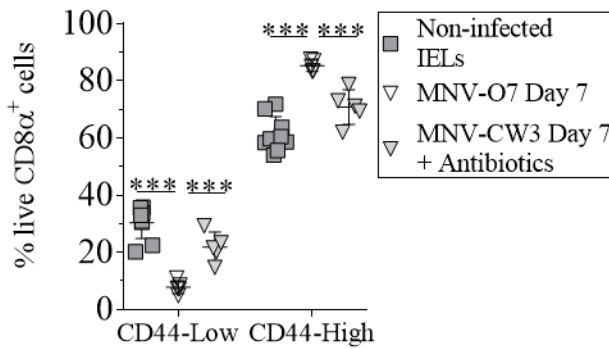 % live CD8α+ cells
100
80
60
40
20
0
*** ***
*** ***
CD44-Low CD44-High
Non-infected
IELs
MNV-O7 Day 7
MNV-CW3 Day 7
+ Antibiotics